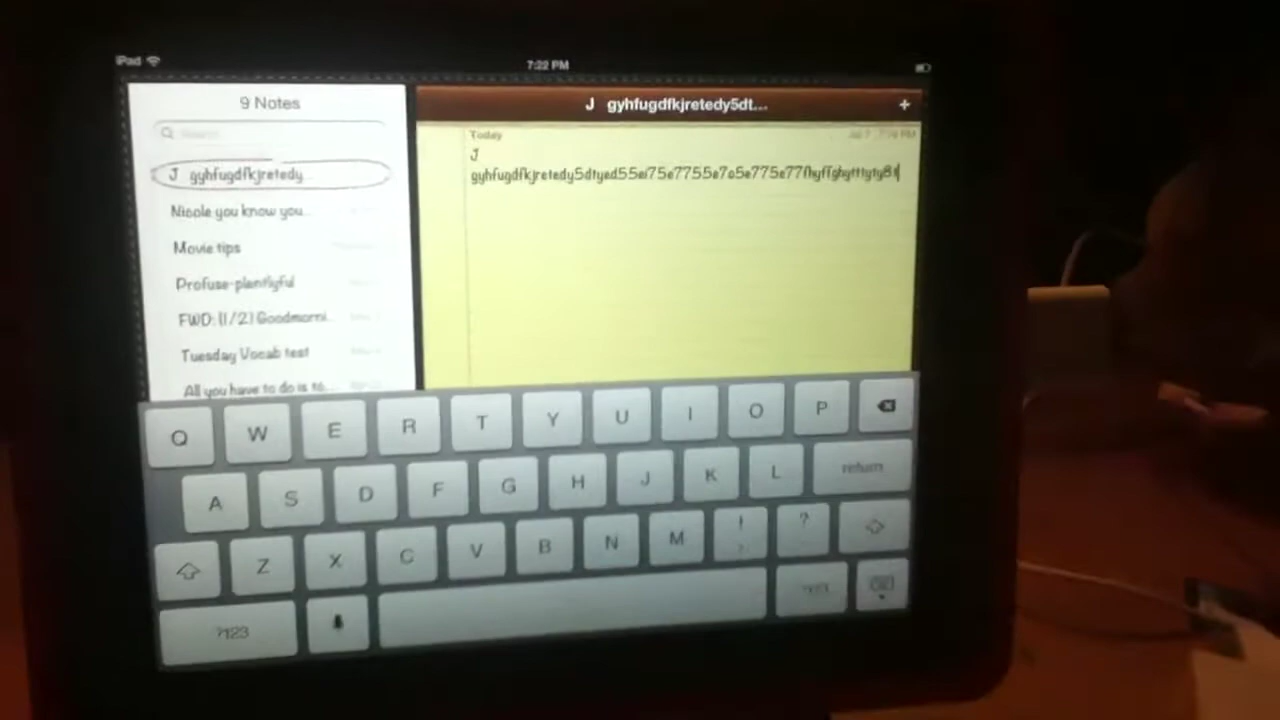 iPad
7:22 PM
9 Notes
J gyhfugdfkjretedy5dt...
+
Search
Today
J
gyhfugdfkjretedy...
Nicole you know you...
Movie tips
Profuse-plentiful
FWD: (1/2) Goodmorni...
Tuesday Vocab test
All you have to do is to...
Q W E R T Y U I O P
A S D F G H J K L return
Z X C V B N M ! ?
?123